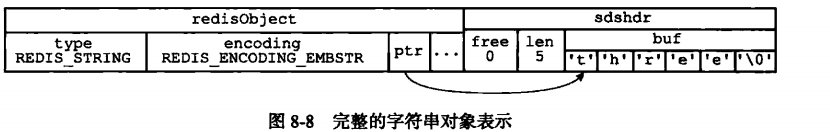 redisObject sdshdr
type encoding ptr ... free len buf
REDIS_STRING REDIS_ENCODING_EMBSTR 0 5 't' 'h' 'r' 'e' 'e' '\0'
图 8-8 完整的字符串对象表示